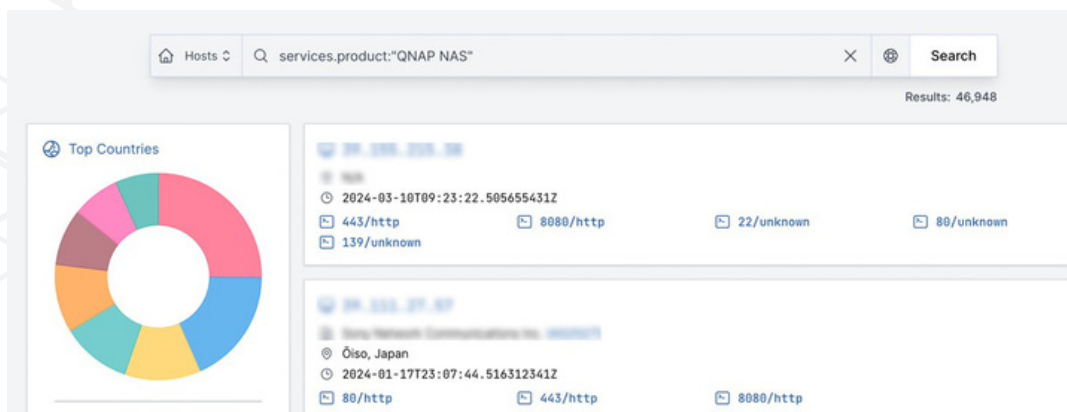 Hosts services.product:"QNAP NAS" Search
Results: 46,948
Top Countries
2024-03-10T09:23:22.505655431Z
443/http 8080/http 22/unknown 80/unknown
139/unknown
Ōiso, Japan
2024-01-17T23:07:44.516312341Z
80/http 443/http 8080/http